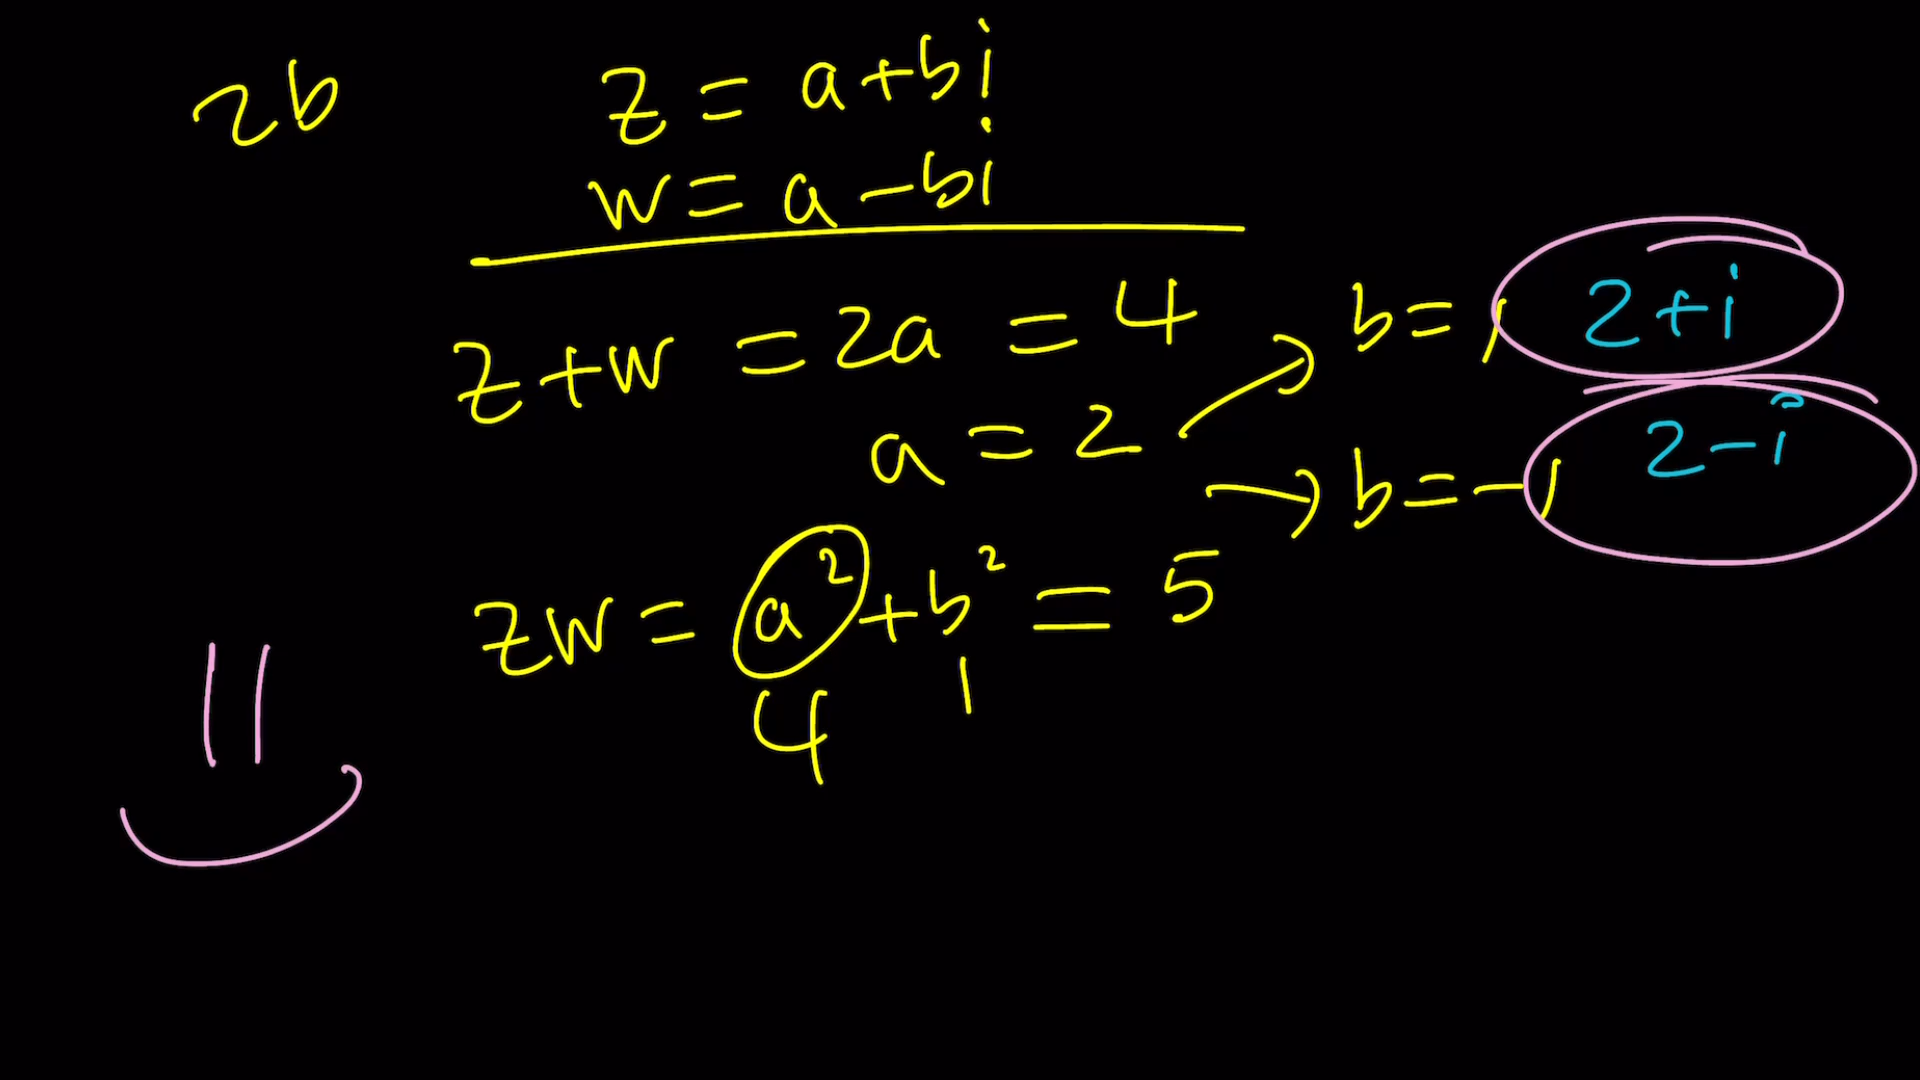 2b
z = a+bi
w = a-bi
z+w = 2a = 4
a = 2
b = 1
2+i
b = -1
2-i
zw = a² + b² = 5
4 1